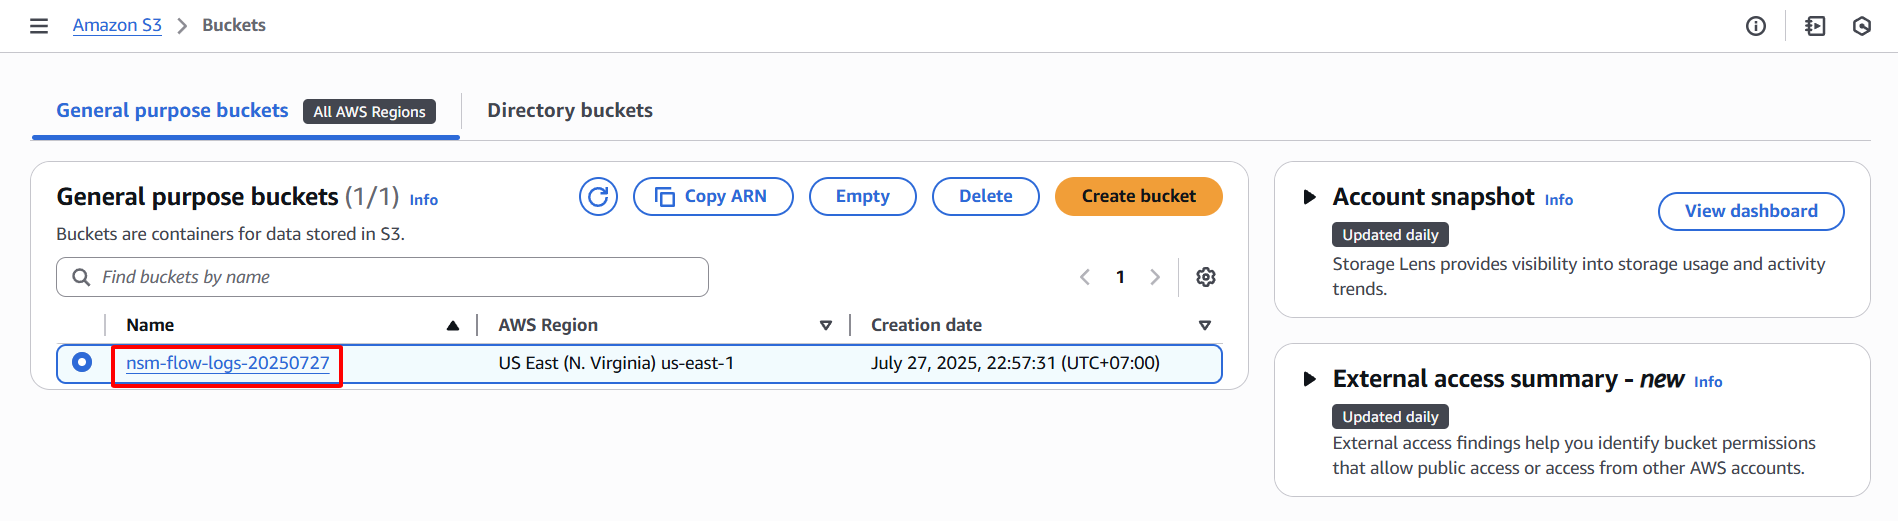 Amazon S3 > Buckets
General purpose buckets All AWS Regions Directory buckets
General purpose buckets (1/1) Info
Copy ARN Empty Delete Create bucket
Buckets are containers for data stored in S3.
Find buckets by name
1
Name AWS Region Creation date
nsm-flow-logs-20250727 US East (N. Virginia) us-east-1 July 27, 2025, 22:57:31 (UTC+07:00)
Account snapshot Info
View dashboard
Updated daily
Storage Lens provides visibility into storage usage and activity
trends.
External access summary - new Info
Updated daily
External access findings help you identify bucket permissions
that allow public access or access from other AWS accounts.